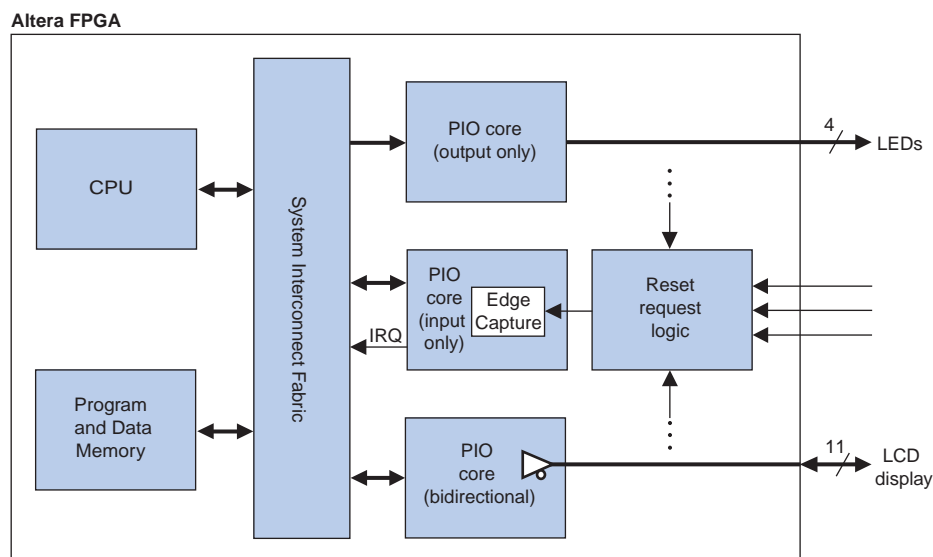 Altera FPGA
CPU
Program
and Data
Memory
System Interconnect Fabric
PIO core
(output only)
4
LEDs
PIO
core
(input
only)
Edge
Capture
IRQ
Reset
request
logic
PIO
core
(bidirectional)
11
LCD
display